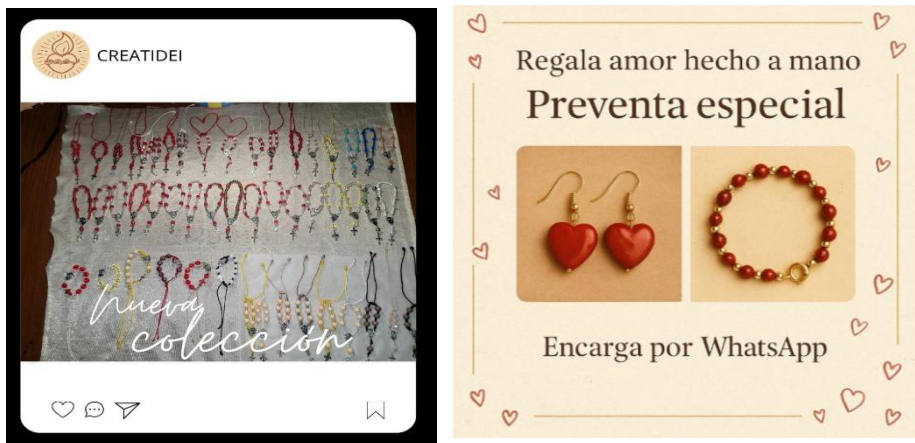 CREATIDEI
nueva
colección
Regala amor hecho a mano
Preventa especial
Encarga por WhatsApp